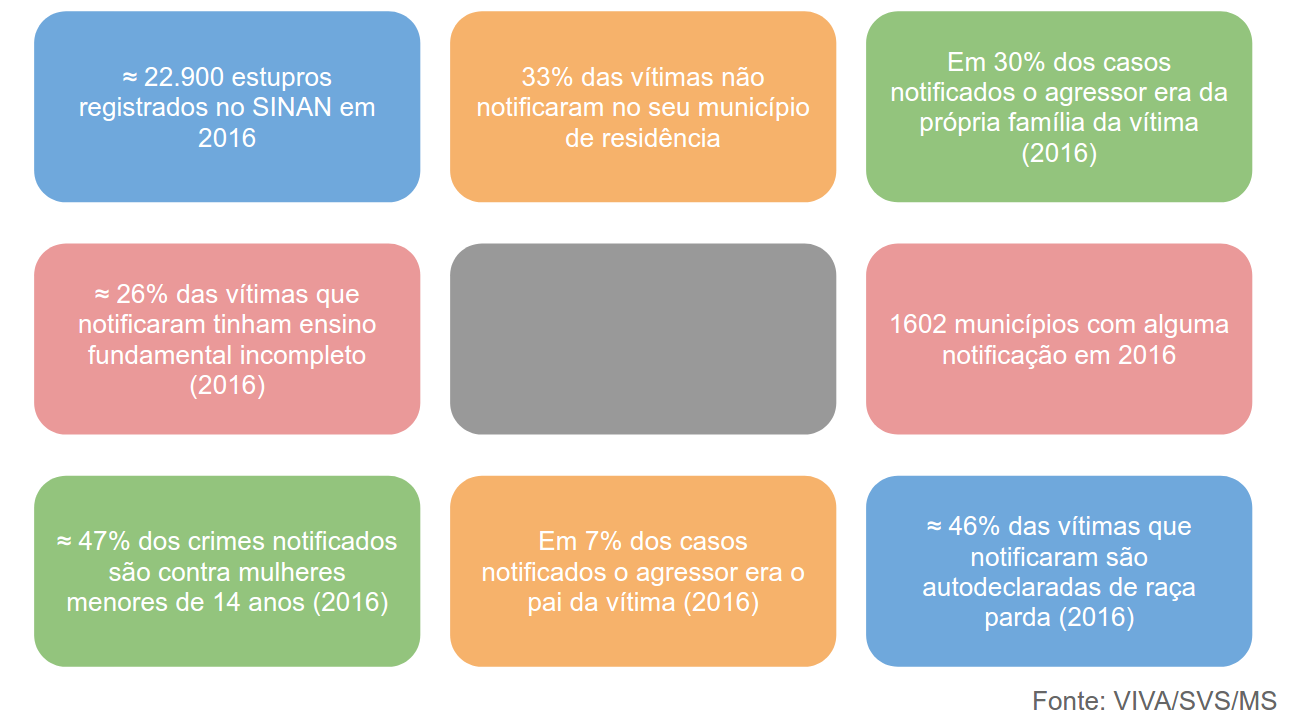 ≈ 22.900 estupros
registrados no SINAN em
2016
33% das vítimas não
notificaram no seu município
de residência
Em 30% dos casos
notificados o agressor era da
própria família da vítima
(2016)
≈ 26% das vítimas que
notificaram tinham ensino
fundamental incompleto
(2016)
1602 municípios com alguma
notificação em 2016
≈ 47% dos crimes notificados
são contra mulheres
menores de 14 anos (2016)
Em 7% dos casos
notificados o agressor era o
pai da vítima (2016)
≈ 46% das vítimas que
notificaram são
autodeclaradas de raça
parda (2016)
Fonte: VIVA/SVS/MS